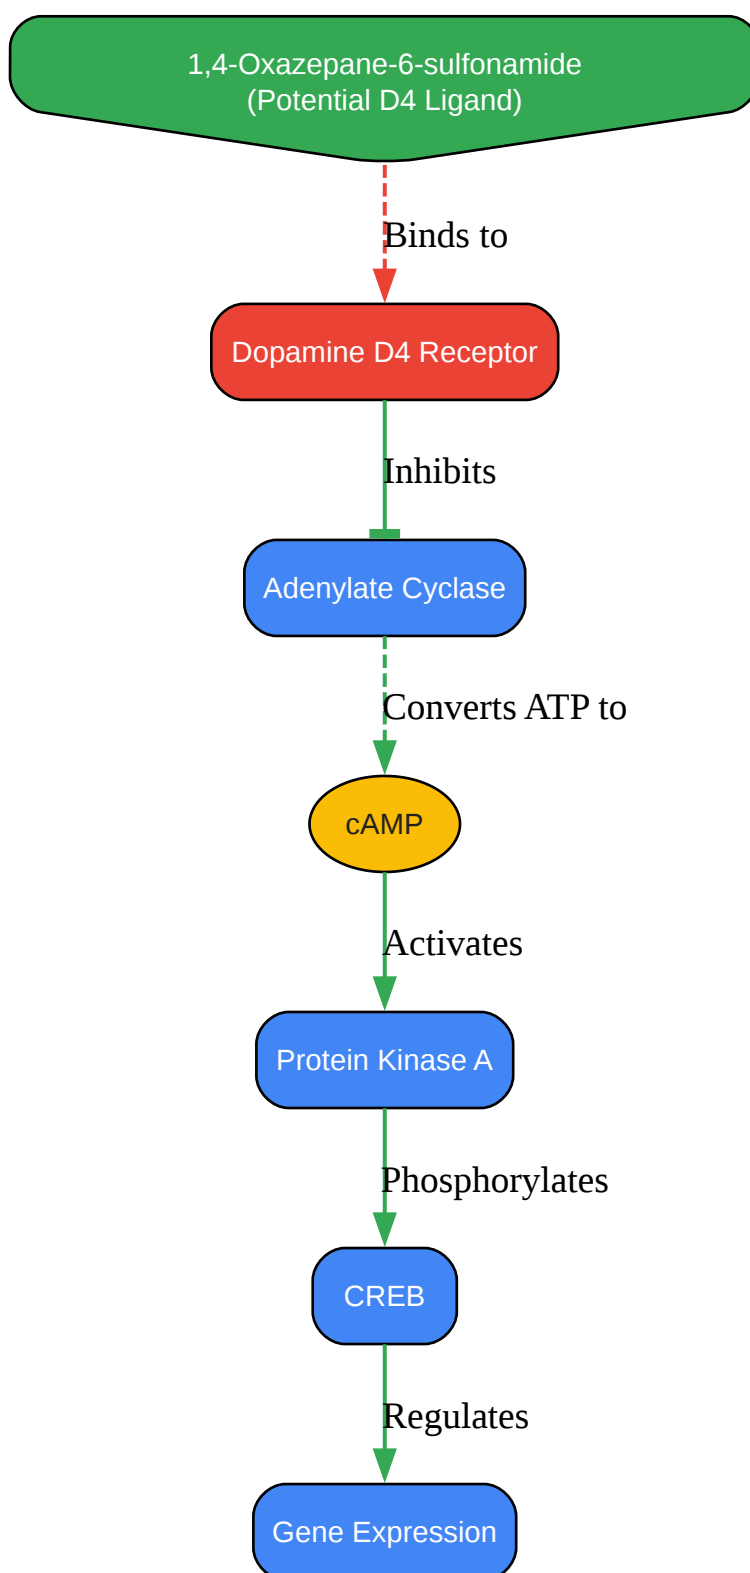 1,4-Oxazepane-6-sulfonamide
(Potential D4 Ligand)
Binds to
Dopamine D4 Receptor
Inhibits
Adenylate Cyclase
Converts ATP to
cAMP
Activates
Protein Kinase A
Phosphorylates
CREB
Regulates
Gene Expression